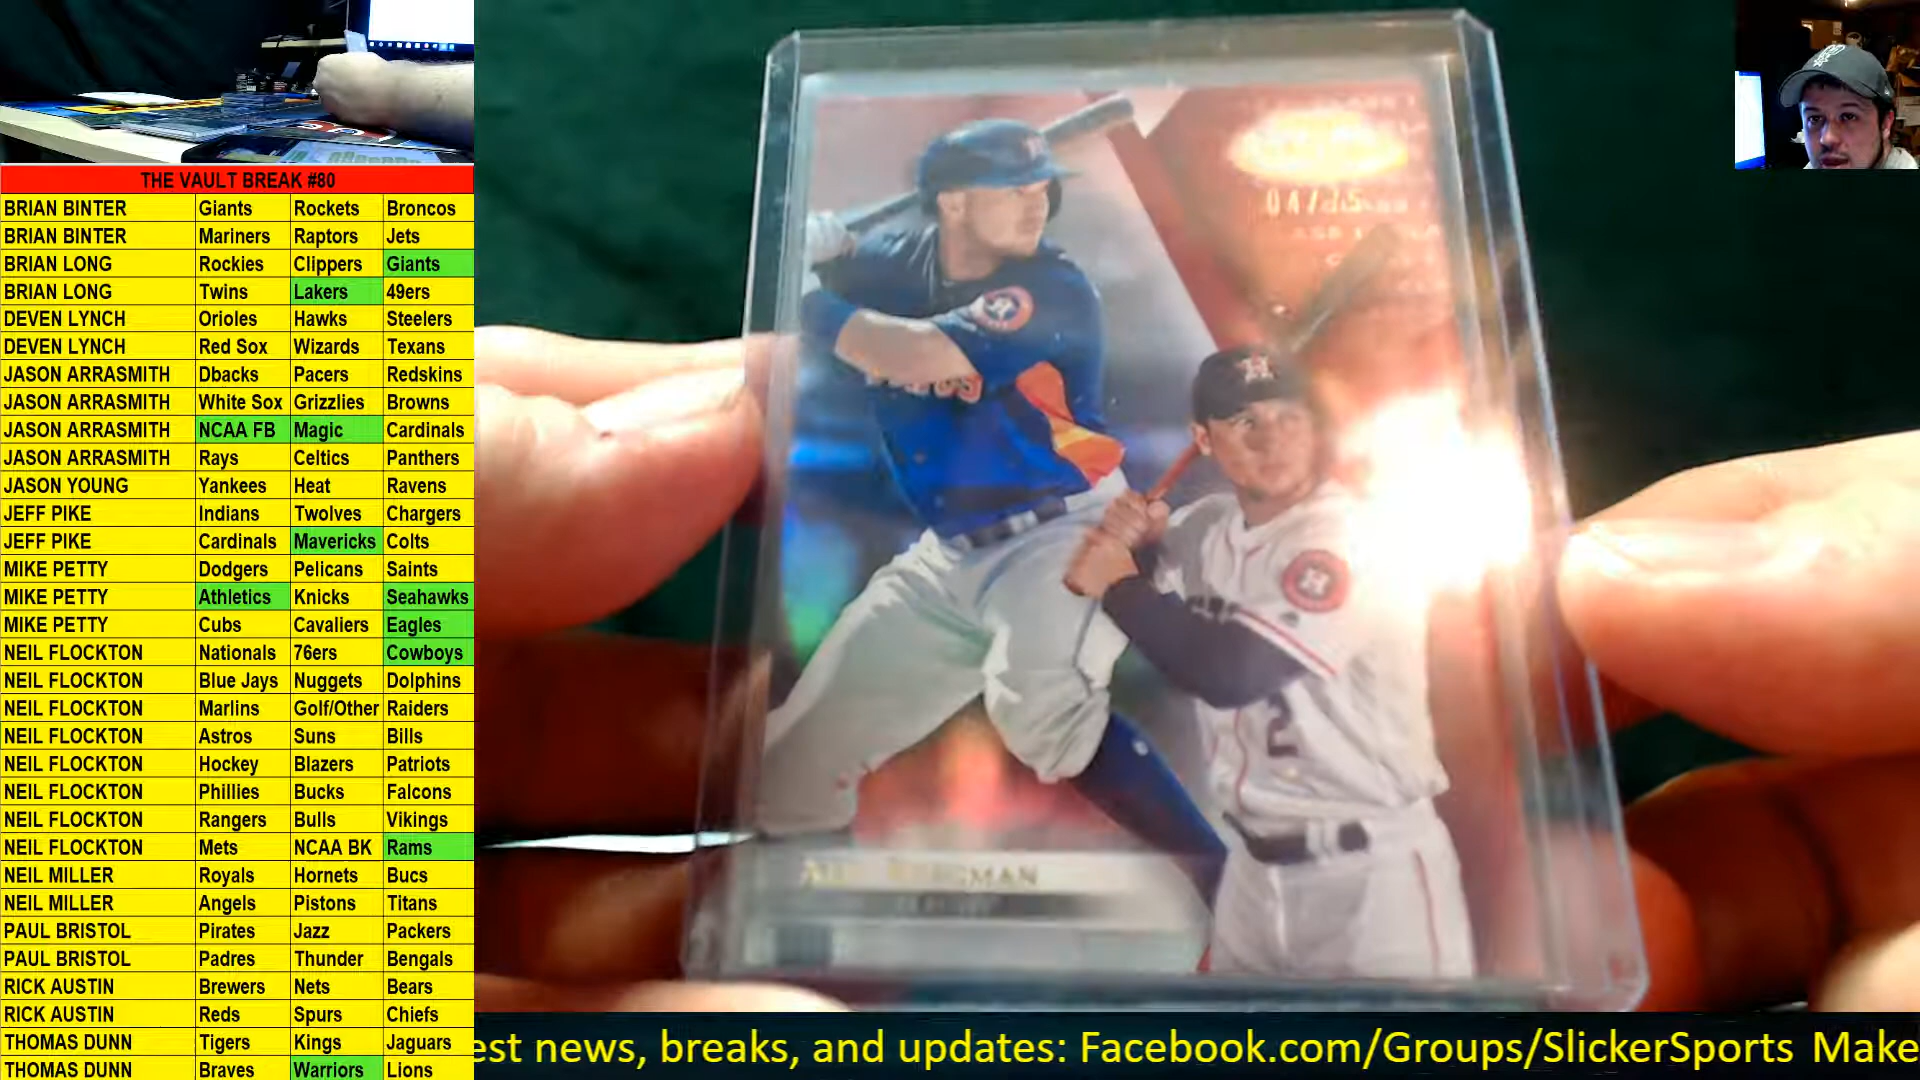 THE VAULT BREAK #80
BRIAN BINTER Giants Rockets Broncos
BRIAN BINTER Mariners Raptors Jets
BRIAN LONG Rockies Clippers Giants
BRIAN LONG Twins Lakers 49ers
DEVEN LYNCH Orioles Hawks Steelers
DEVEN LYNCH Red Sox Wizards Texans
JASON ARRASMITH Dbacks Pacers Redskins
JASON ARRASMITH White Sox Grizzlies Browns
JASON ARRASMITH NCAA FB Magic Cardinals
JASON ARRASMITH Rays Celtics Panthers
JASON YOUNG Yankees Heat Ravens
JEFF PIKE Indians Twolves Chargers
JEFF PIKE Cardinals Mavericks Colts
MIKE PETTY Dodgers Pelicans Saints
MIKE PETTY Athletics Knicks Seahawks
MIKE PETTY Cubs Cavaliers Eagles
NEIL FLOCKTON Nationals 76ers Cowboys
NEIL FLOCKTON Blue Jays Nuggets Dolphins
NEIL FLOCKTON Marlins Golf/Other Raiders
NEIL FLOCKTON Astros Suns Bills
NEIL FLOCKTON Hockey Blazers Patriots
NEIL FLOCKTON Phillies Bucks Falcons
NEIL FLOCKTON Rangers Bulls Vikings
NEIL FLOCKTON Mets NCAA BK Rams
NEIL MILLER Royals Hornets Bucs
NEIL MILLER Angels Pistons Titans
PAUL BRISTOL Pirates Jazz Packers
PAUL BRISTOL Padres Thunder Bengals
RICK AUSTIN Brewers Nets Bears
RICK AUSTIN Reds Spurs Chiefs
THOMAS DUNN Tigers Kings Jaguars
THOMAS DUNN Braves Warriors Lions
H
H
H
2
est news, breaks, and updates: Facebook.com/Groups/SlickerSports Make